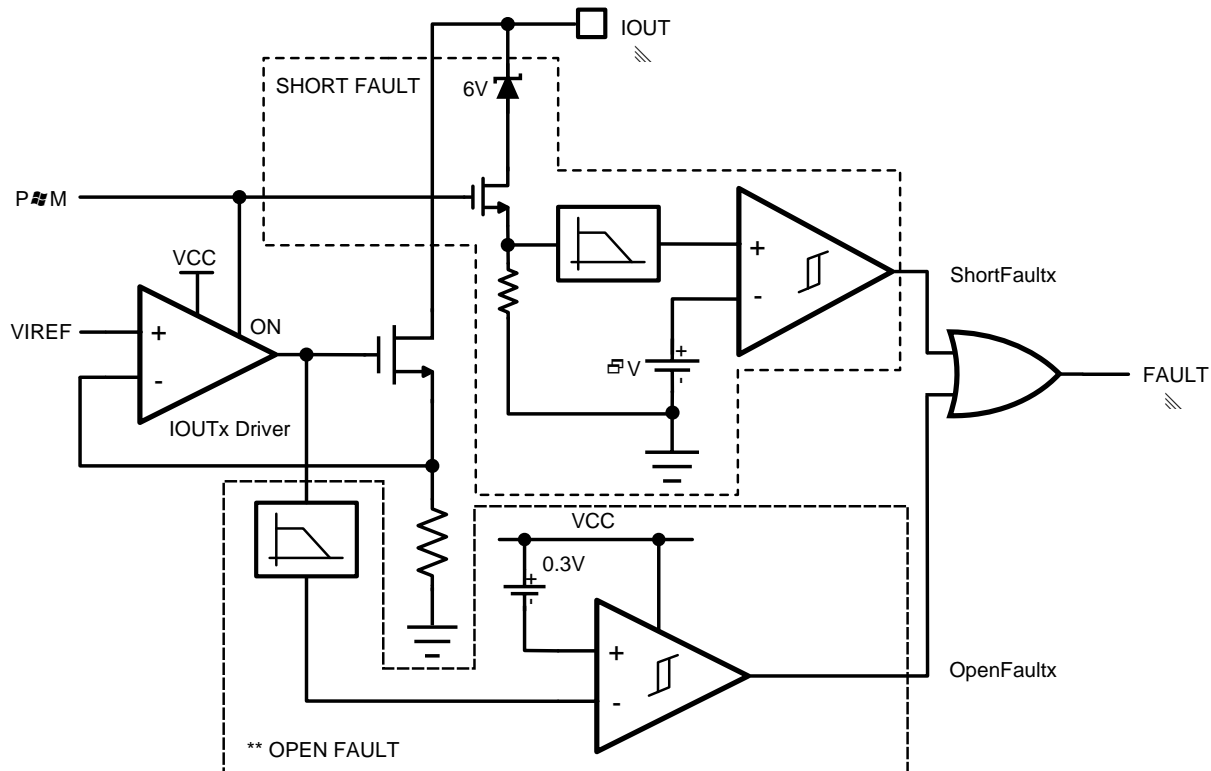 IOUT
SHORT FAULT
6V
VCC
VIREF
+
-
ON
IOUTx Driver
+
-
+
-
V
ShortFaultx
FAULT
VCC
0.3V
+
-
+
-
OpenFaultx
** OPEN FAULT